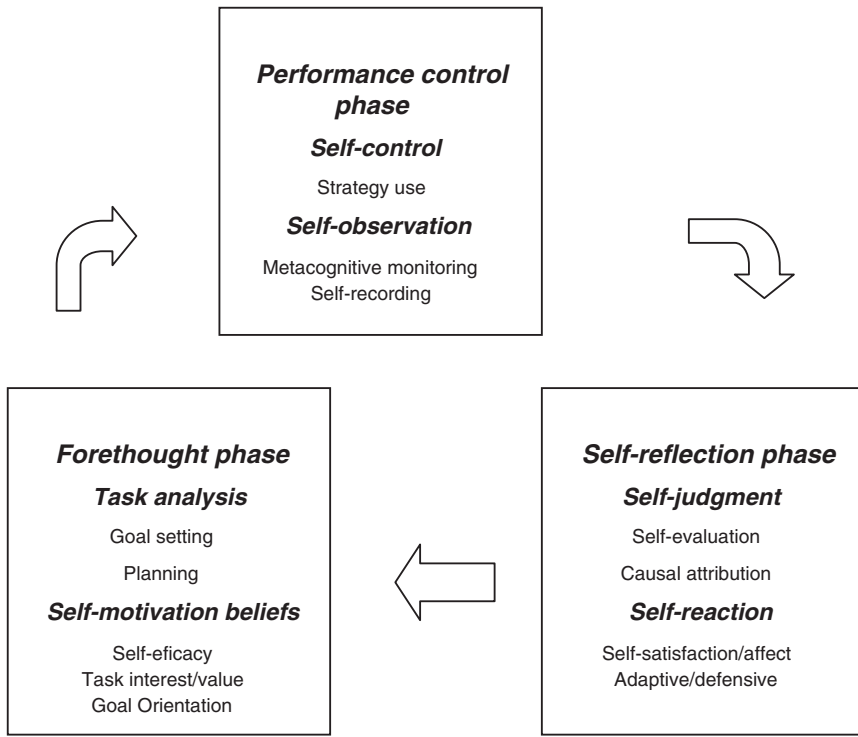 Performance control
phase
Self-control
Strategy use
Self-observation
Metacognitive monitoring
Self-recording
Forethought phase
Task analysis
Goal setting
Planning
Self-motivation beliefs
Self-eficacy
Task interest/value
Goal Orientation
Self-reflection phase
Self-judgment
Self-evaluation
Causal attribution
Self-reaction
Self-satisfaction/affect
Adaptive/defensive